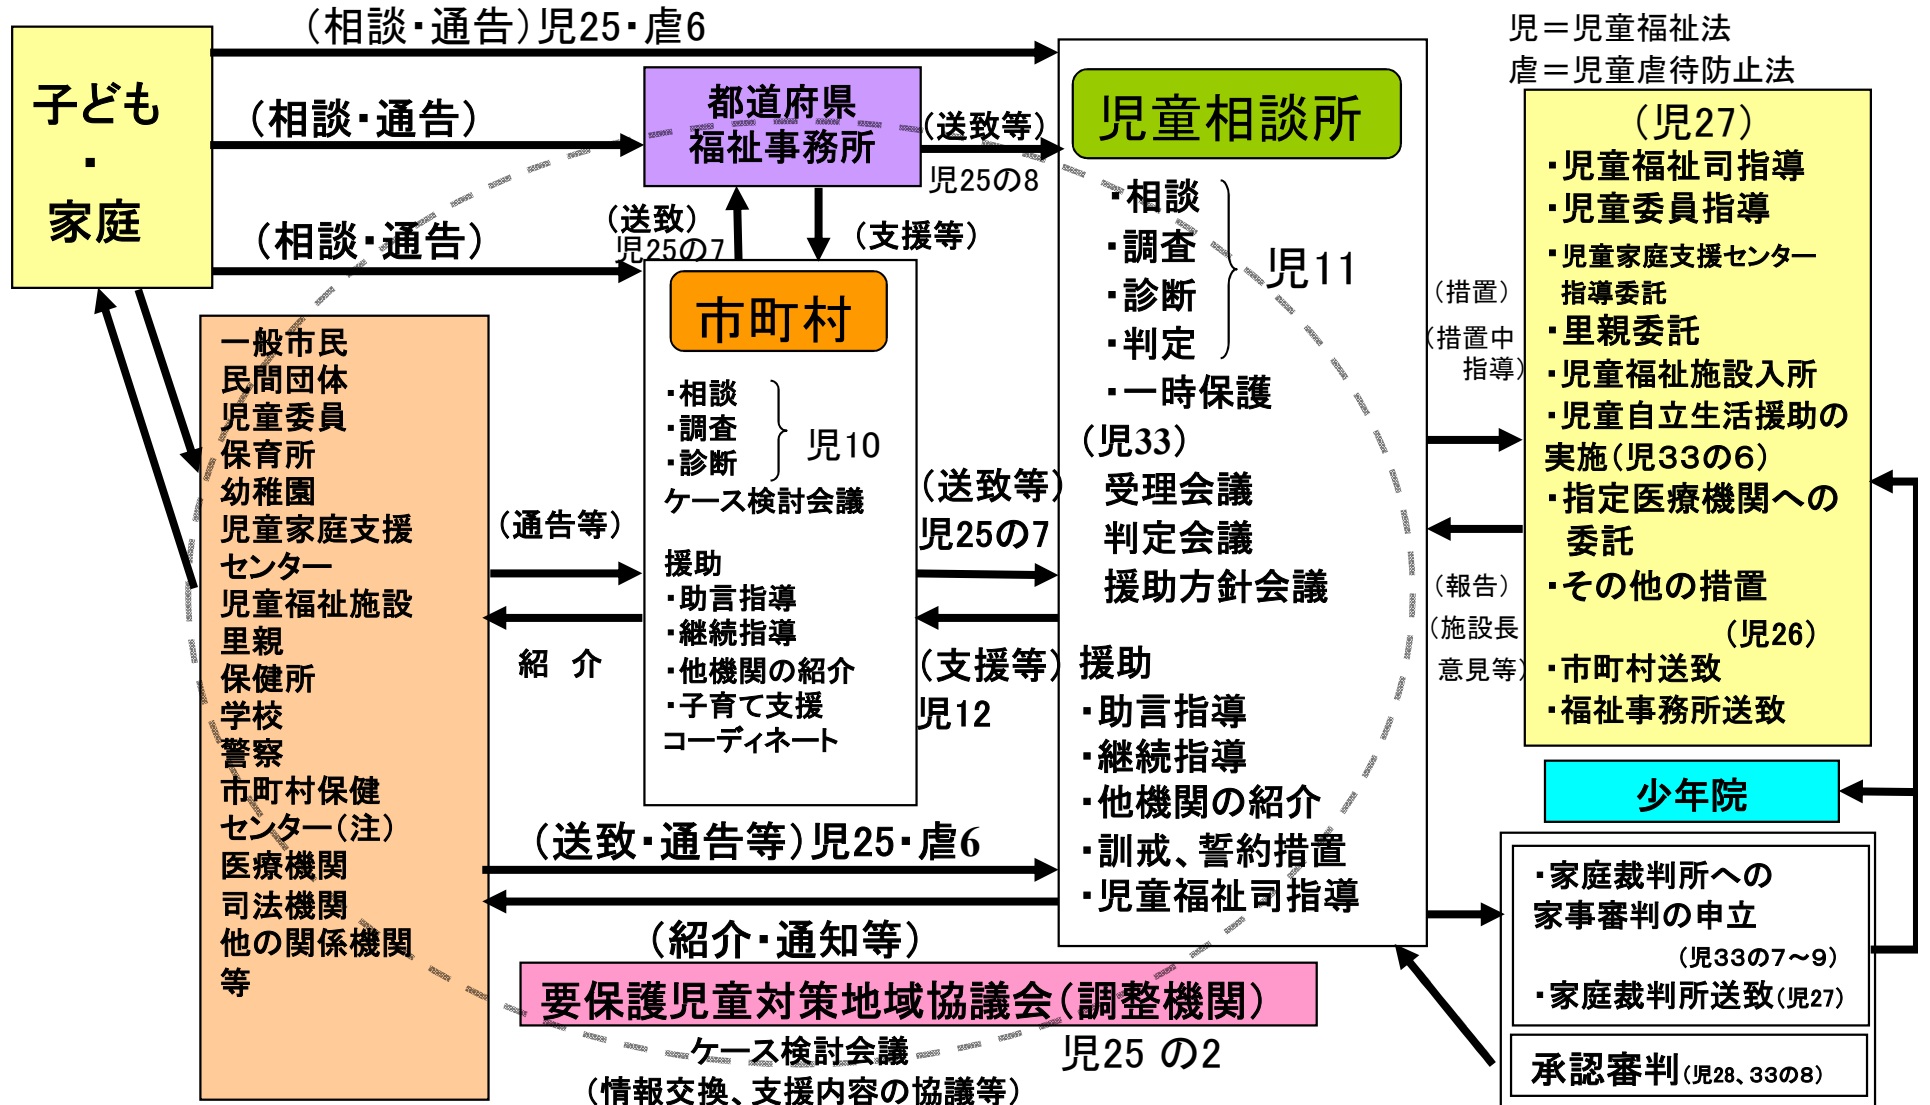 (相談・通告)児25・虐6
児＝児童福祉法
虐＝児童虐待防止法
子ども
・
家庭
(相談・通告)
(相談・通告)
都道府県
福祉事務所
(送致等)
児25の8
(送致)
児25の7
(支援等)
市町村
・相談
・調査
・診断
児10
ケース検討会議
援助
・助言指導
・継続指導
・他機関の紹介
・子育て支援
コーディネート
一般市民
民間団体
児童委員
保育所
幼稚園
児童家庭支援
センター
児童福祉施設
里親
保健所
学校
警察
市町村保健
センター(注)
医療機関
司法機関
他の関係機関
等
(通告等)
紹 介
(送致等)
児25の7
(支援等)
児12
(送致・通告等)児25・虐6
(紹介・通知等)
児童相談所
・相談
・調査
・診断
・判定
児11
・一時保護
(児33)
受理会議
判定会議
援助方針会議
援助
・助言指導
・継続指導
・他機関の紹介
・訓戒、誓約措置
・児童福祉司指導
(措置)
(措置中
指導)
(報告)
(施設長
意見等)
(児27)
・児童福祉司指導
・児童委員指導
・児童家庭支援センター
指導委託
・里親委託
・児童福祉施設入所
・児童自立生活援助の
実施(児33の6)
・指定医療機関への
委託
・その他の措置
(児26)
・市町村送致
・福祉事務所送致
少年院
・家庭裁判所への
家事審判の申立
(児33の7～9)
・家庭裁判所送致(児27)
承認審判(児28、33の8)
要保護児童対策地域協議会(調整機関)
ケース検討会議
児25 の2
(情報交換、支援内容の協議等)